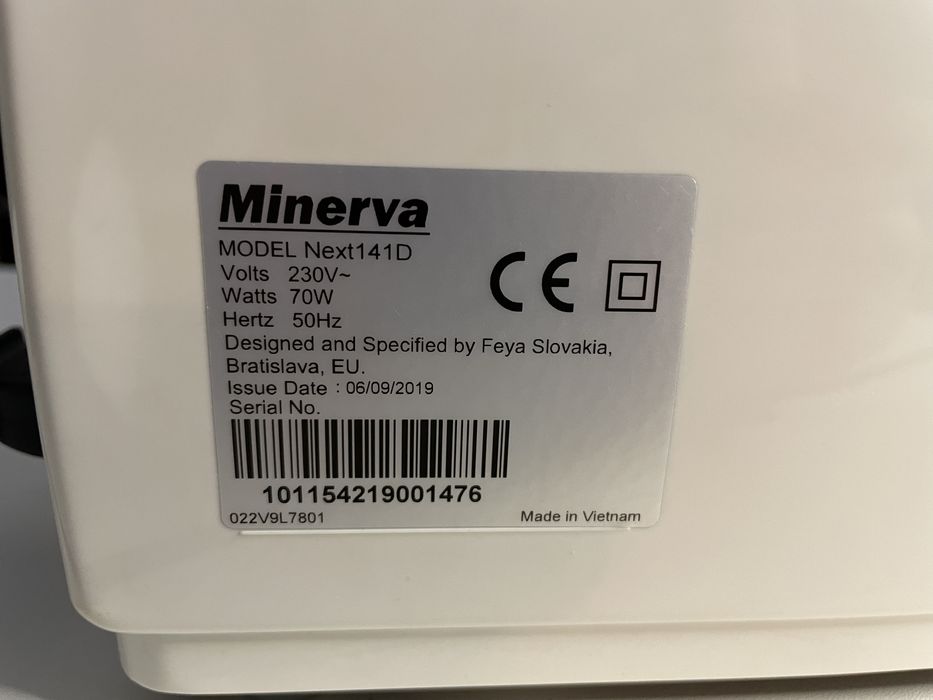 Minerva
MODEL Next141D
Volts 230V~
Watts 70W
Hertz 50Hz
CE
Designed and Specified by Feya Slovakia,
Bratislava, EU.
Issue Date : 06/09/2019
Serial No.
101154219001476
022V9L7801 Made in Vietnam